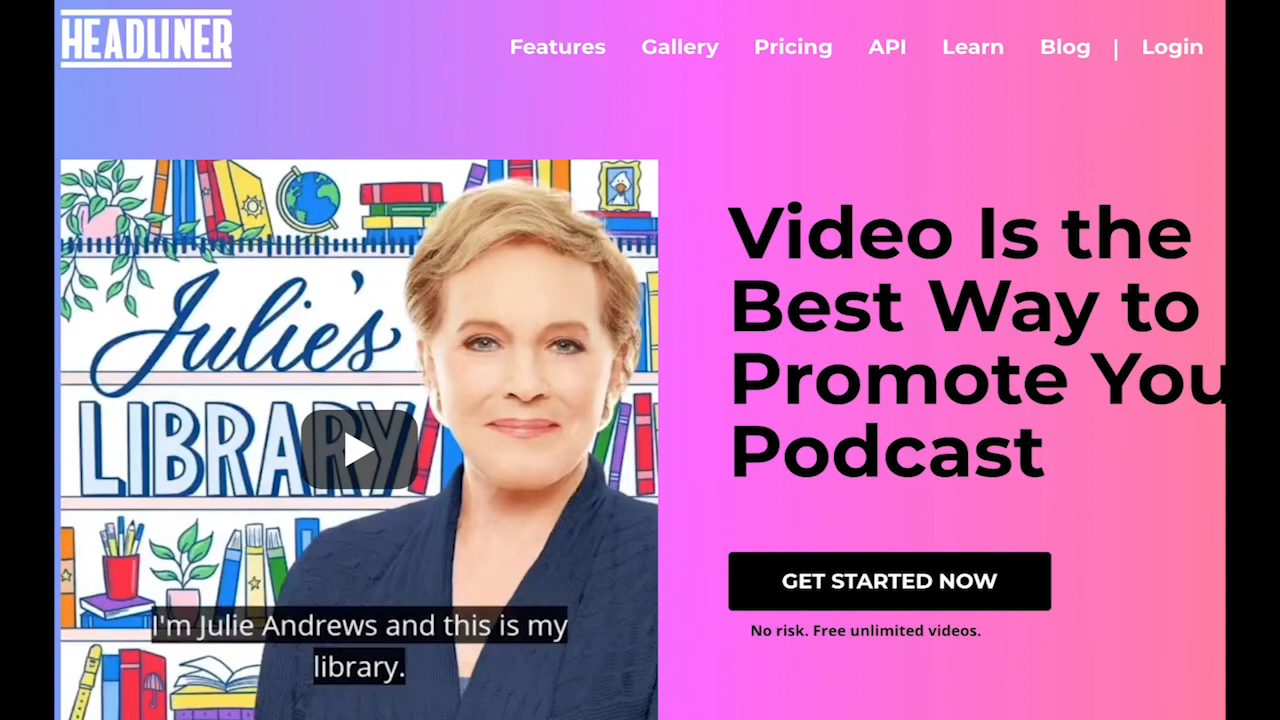 HEADLINER
Features Gallery Pricing API Learn Blog | Login
Julie's
LIBRARY
I'm Julie Andrews and this is my
library.
Video Is the
Best Way to
Promote You
Podcast
GET STARTED NOW
No risk. Free unlimited videos.